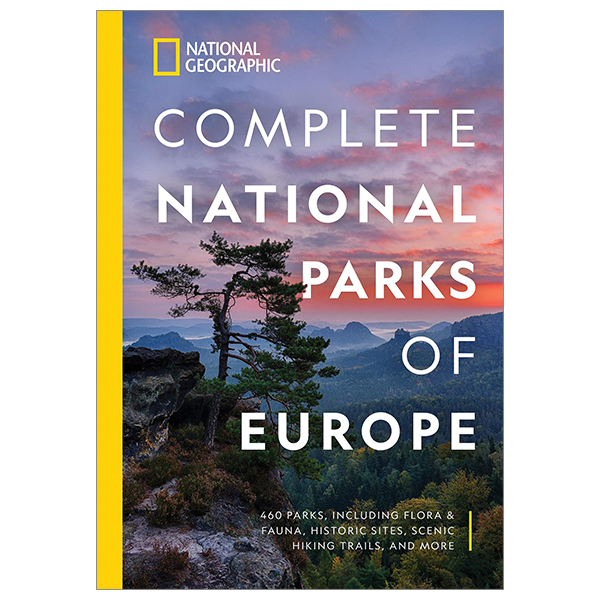 NATIONAL
GEOGRAPHIC
COMPLETE
NATIONAL
PARKS
OF
EUROPE
460 PARKS, INCLUDING FLORA &
FAUNA, HISTORIC SITES, SCENIC
HIKING TRAILS, AND MORE